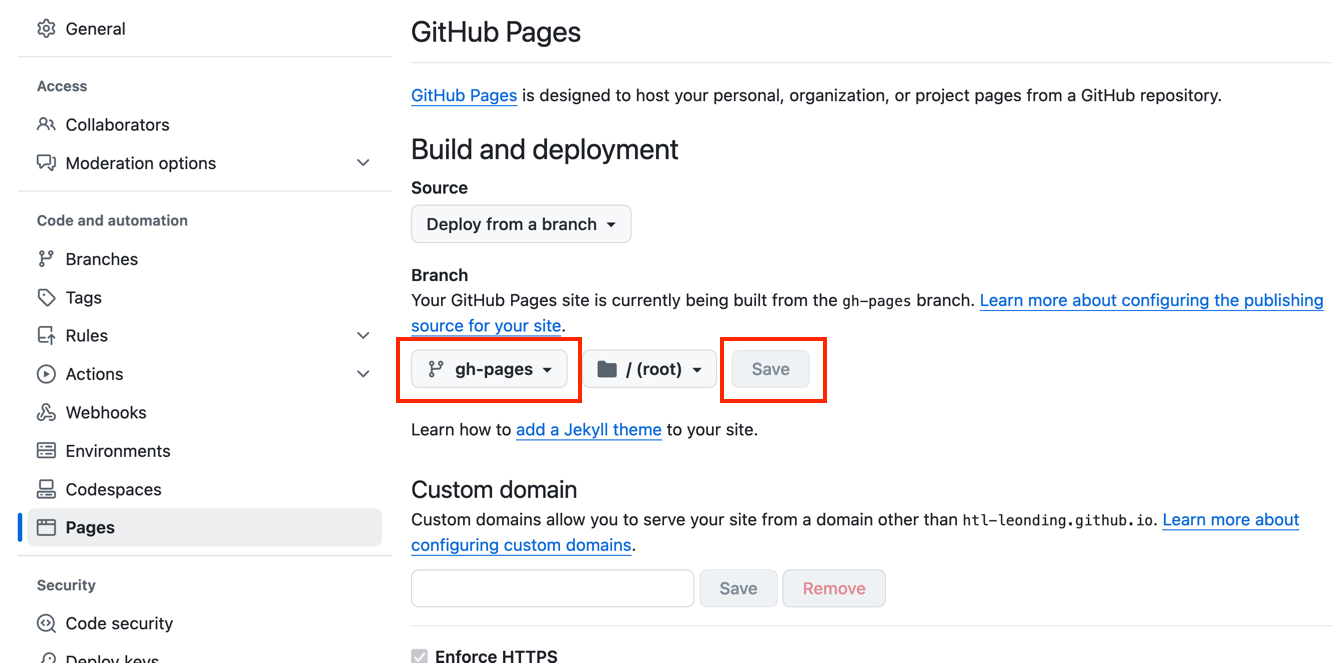 General
Access
Collaborators
Moderation options
Code and automation
Branches
Tags
Rules
Actions
Webhooks
Environments
Codespaces
Pages
Security
Code security
Deploy keys
GitHub Pages
GitHub Pages is designed to host your personal, organization, or project pages from a GitHub repository.
Build and deployment
Source
Deploy from a branch
Branch
Your GitHub Pages site is currently being built from the gh-pages branch. Learn more about configuring the publishing
source for your site.
gh-pages / (root) Save
Learn how to add a Jekyll theme to your site.
Custom domain
Custom domains allow you to serve your site from a domain other than htl-leonding.github.io. Learn more about
configuring custom domains.
Save Remove
Enforce HTTPS